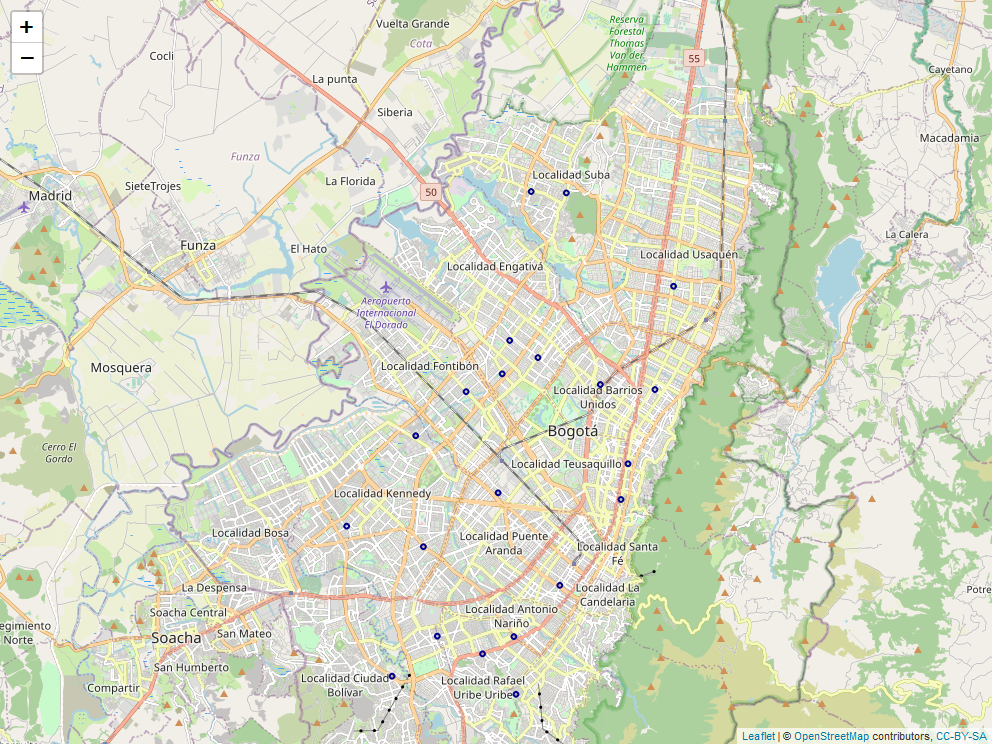 +
−
Vuelta Grande
Cota
Cocli
La punta
Siberia
Reserva
Forestal
Thomas
Van der
Hammen
55
Cayetano
Macadamia
Funza
SieteTrojes
La Florida
50
Localidad Suba
Madrid
Funza
El Hato
La Calera
Localidad Usaquén
Localidad Engativá
Aeropuerto
Internacional
El Dorado
Mosquera
Localidad Fontibón
Localidad Barrios
Unidos
Bogotá
Cerro El
Gordo
Localidad Teusaquillo
Localidad Kennedy
Localidad Bosa
Localidad Puente
Aranda
Localidad Santa
Fé
La Despensa
Localidad La
Candelaria
Potre
Soacha Central
Localidad Antonio
Nariño
egimiento
Norte
Soacha
San Mateo
San Humberto
Compartir
Localidad Ciudad
Bolívar
Localidad Rafael
Uribe Uribe
Leaflet | © OpenStreetMap contributors, CC-BY-SA